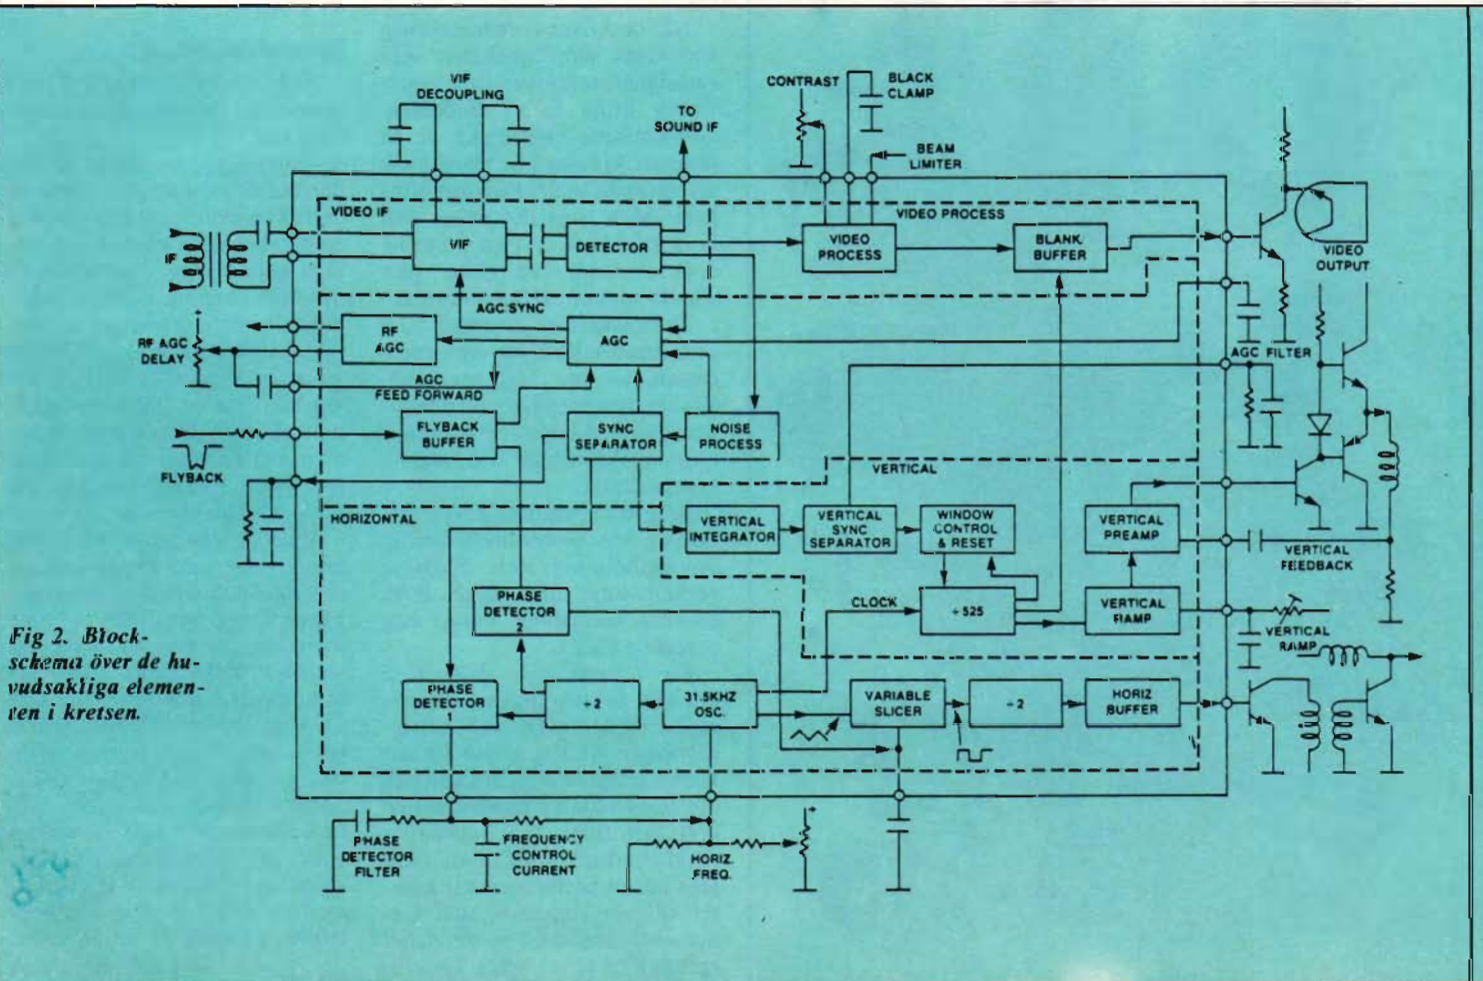 VIF
DECOUPLING
TO
SOUND IF
CONTRAST
BLACK
CLAMP
BEAM
LIMITER
VIDEO IF
VIDEO PROCESS
IF
VIF
DETECTOR
VIDEO
PROCESS
BLANK/
BUFFER
VIDEO
OUTPUT
AGC SYNC
RF AGC
DELAY
RF
AGC
AGC
AGC FILTER
AGC
FEED FORWARD
FLYBACK
BUFFER
SYNC
SEPARATOR
NOISE
PROCESS
FLYBACK
VERTICAL
HORIZONTAL
VERTICAL
INTEGRATOR
VERTICAL
SYNC
SEPARATOR
WINDOW
CONTROL
& RESET
VERTICAL
PREAMP
VERTICAL
FEEDBACK
PHASE
DETECTOR
2
CLOCK
÷525
VERTICAL
RAMP
VERTICAL
RAMP
Fig 2. Block-
schema över de hu-
vudsakliga elemen-
ten i kretsen.
PHASE
DETECTOR
1
÷2
31.5KHZ
OSC.
VARIABLE
SLICER
÷2
HORIZ
BUFFER
PHASE
DETECTOR
FILTER
FREQUENCY
CONTROL
CURRENT
HORIZ.
FREQ.